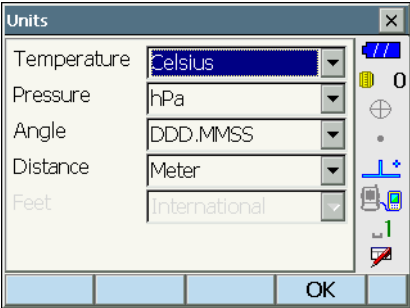 Units
Temperature Celsius
Pressure hPa
Angle DDD.MMSS
Distance Meter
Feet International
0
1
OK